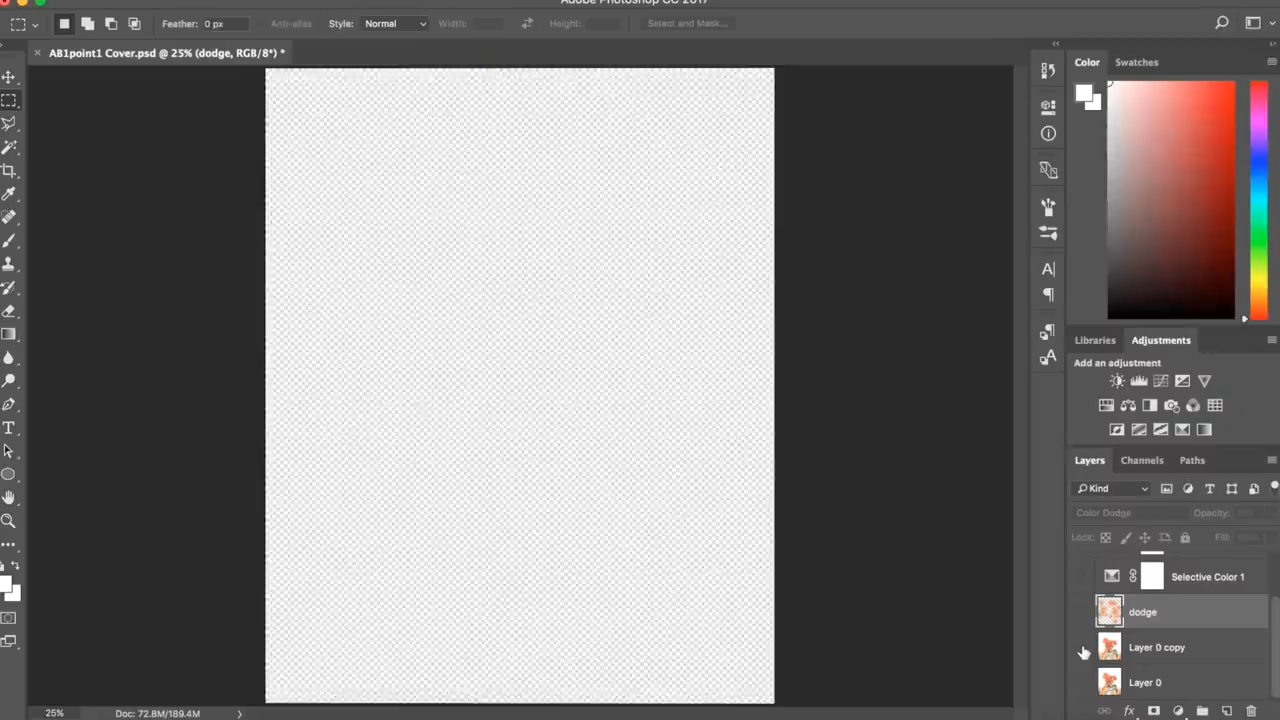 Adobe Photoshop CC 2017
Feather: 0 px
Anti-alias
Style: Normal
Width:
Height:
Select and Mask...
AB1point1 Cover.psd @ 25% (dodge, RGB/8*) *
Color
Swatches
Libraries
Adjustments
Add an adjustment
Layers
Channels
Paths
Kind
Color Dodge
Opacity:
Lock:
Fill:
Selective Color 1
dodge
Layer 0 copy
Layer 0
25%
Doc: 72.8M/189.4M